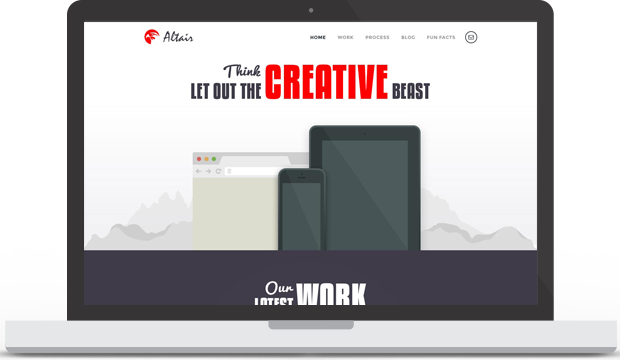 Altair
HOME WORK PROCESS BLOG FUN FACTS
Think
LET OUT THE CREATIVE BEAST
Our
LATEST WORK